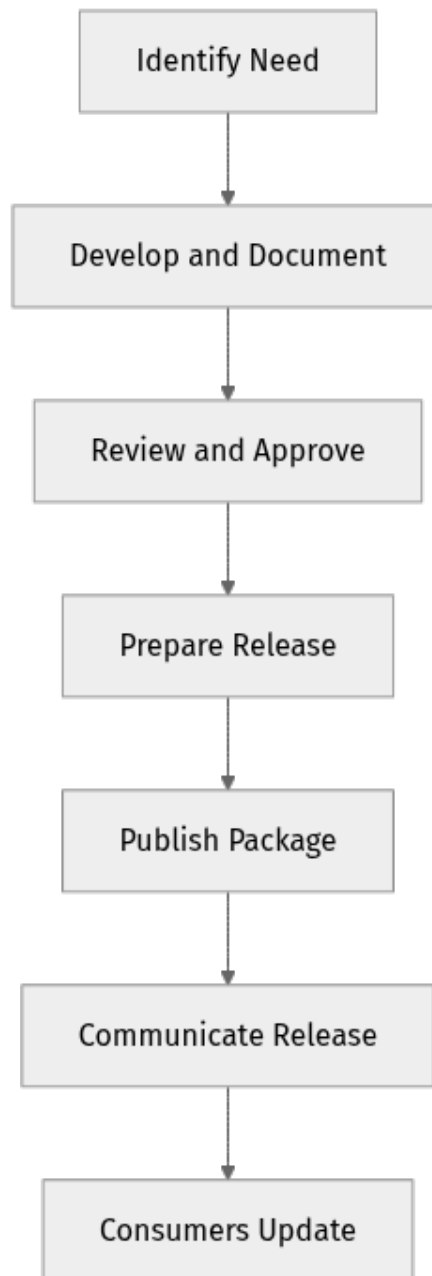 Identify Need
Develop and Document
Review and Approve
Prepare Release
Publish Package
Communicate Release
Consumers Update